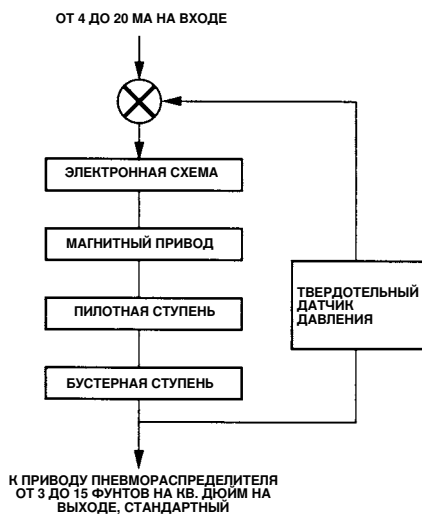 ОТ 4 ДО 20 МА НА ВХОДЕ
ЭЛЕКТРОННАЯ СХЕМА
МАГНИТНЫЙ ПРИВОД
ПИЛОТНАЯ СТУПЕНЬ
БУСТЕРНАЯ СТУПЕНЬ
ТВЕРДОТЕЛЬНЫЙ
ДАТЧИК
ДАВЛЕНИЯ
К ПРИВОДУ ПНЕВМОРАСПРЕДЕЛИТЕЛЯ
ОТ 3 ДО 15 ФУНТОВ НА КВ. ДЮЙМ НА
ВЫХОДЕ, СТАНДАРТНЫЙ